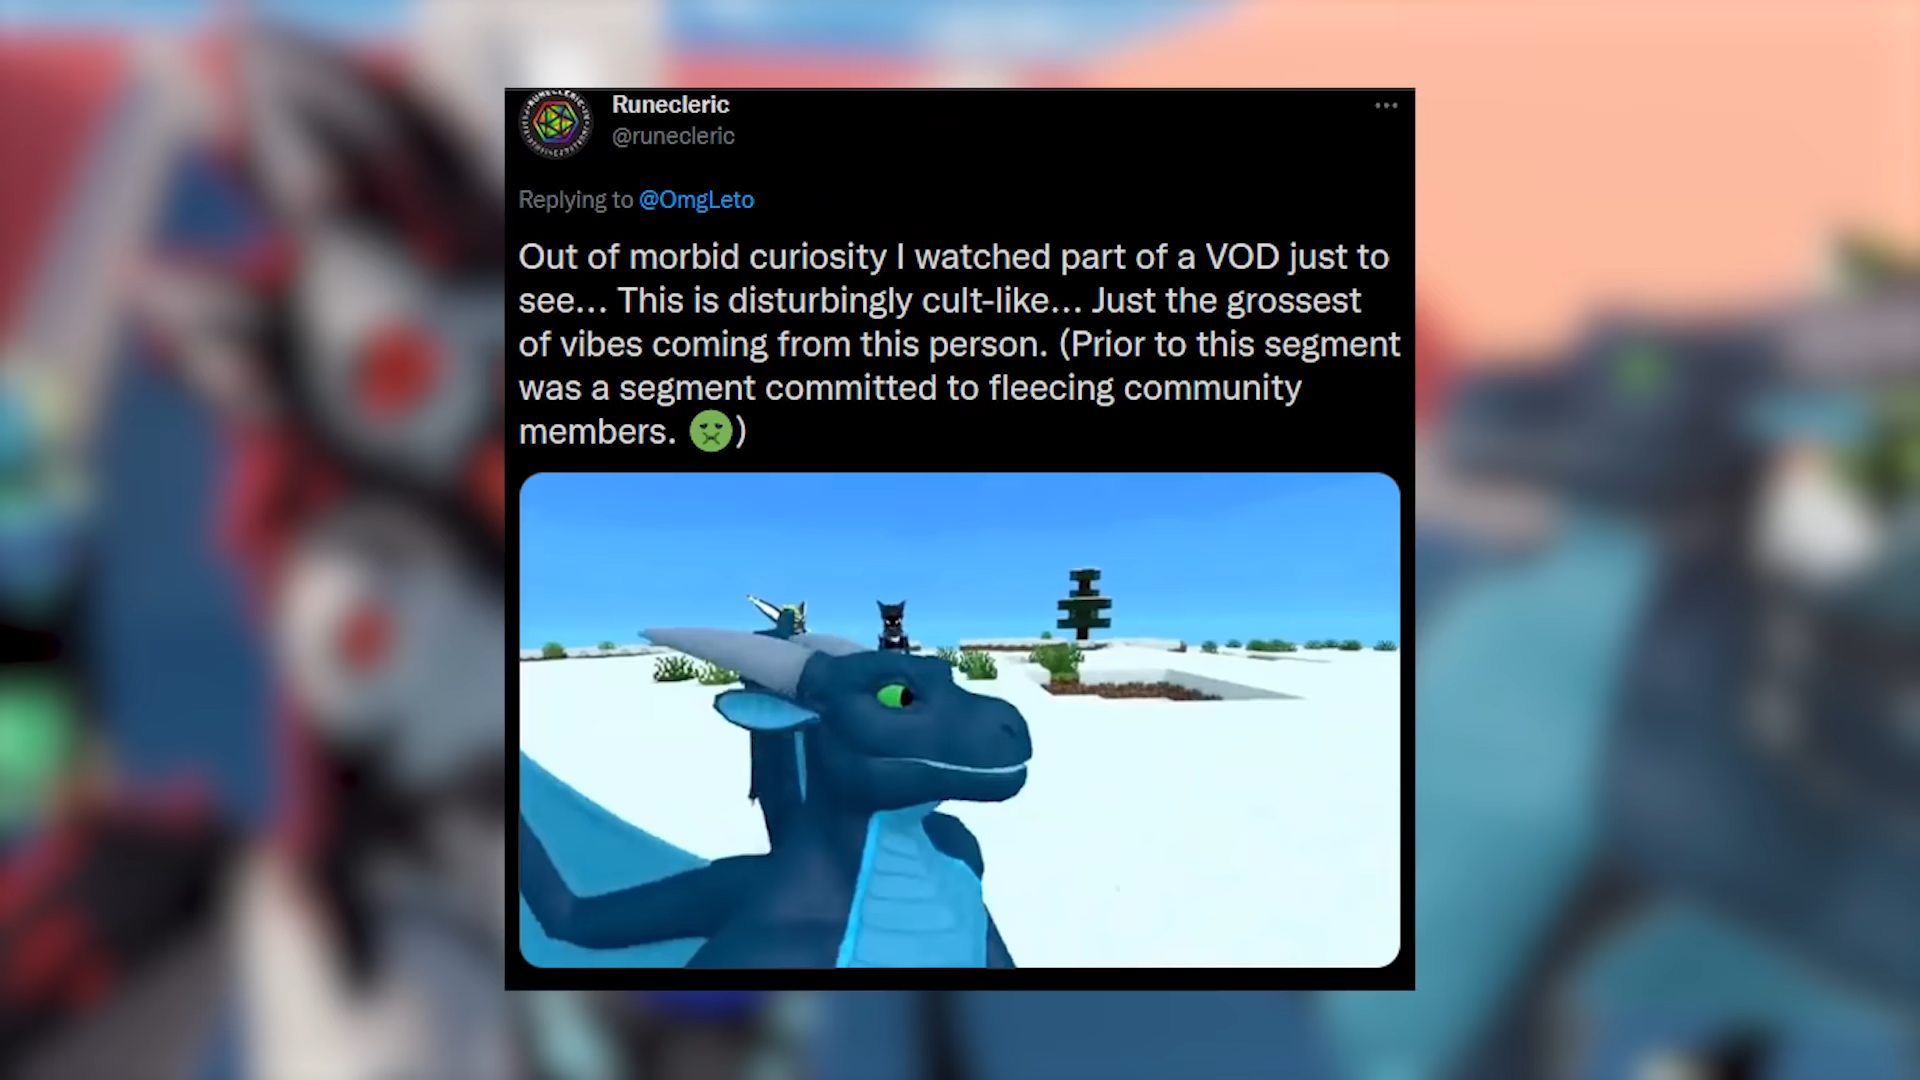 Runecleric
@runecleric
Replying to @OmgLeto
Out of morbid curiosity I watched part of a VOD just to
see... This is disturbingly cult-like... Just the grossest
of vibes coming from this person. (Prior to this segment
was a segment committed to fleecing community
members. 🤢)